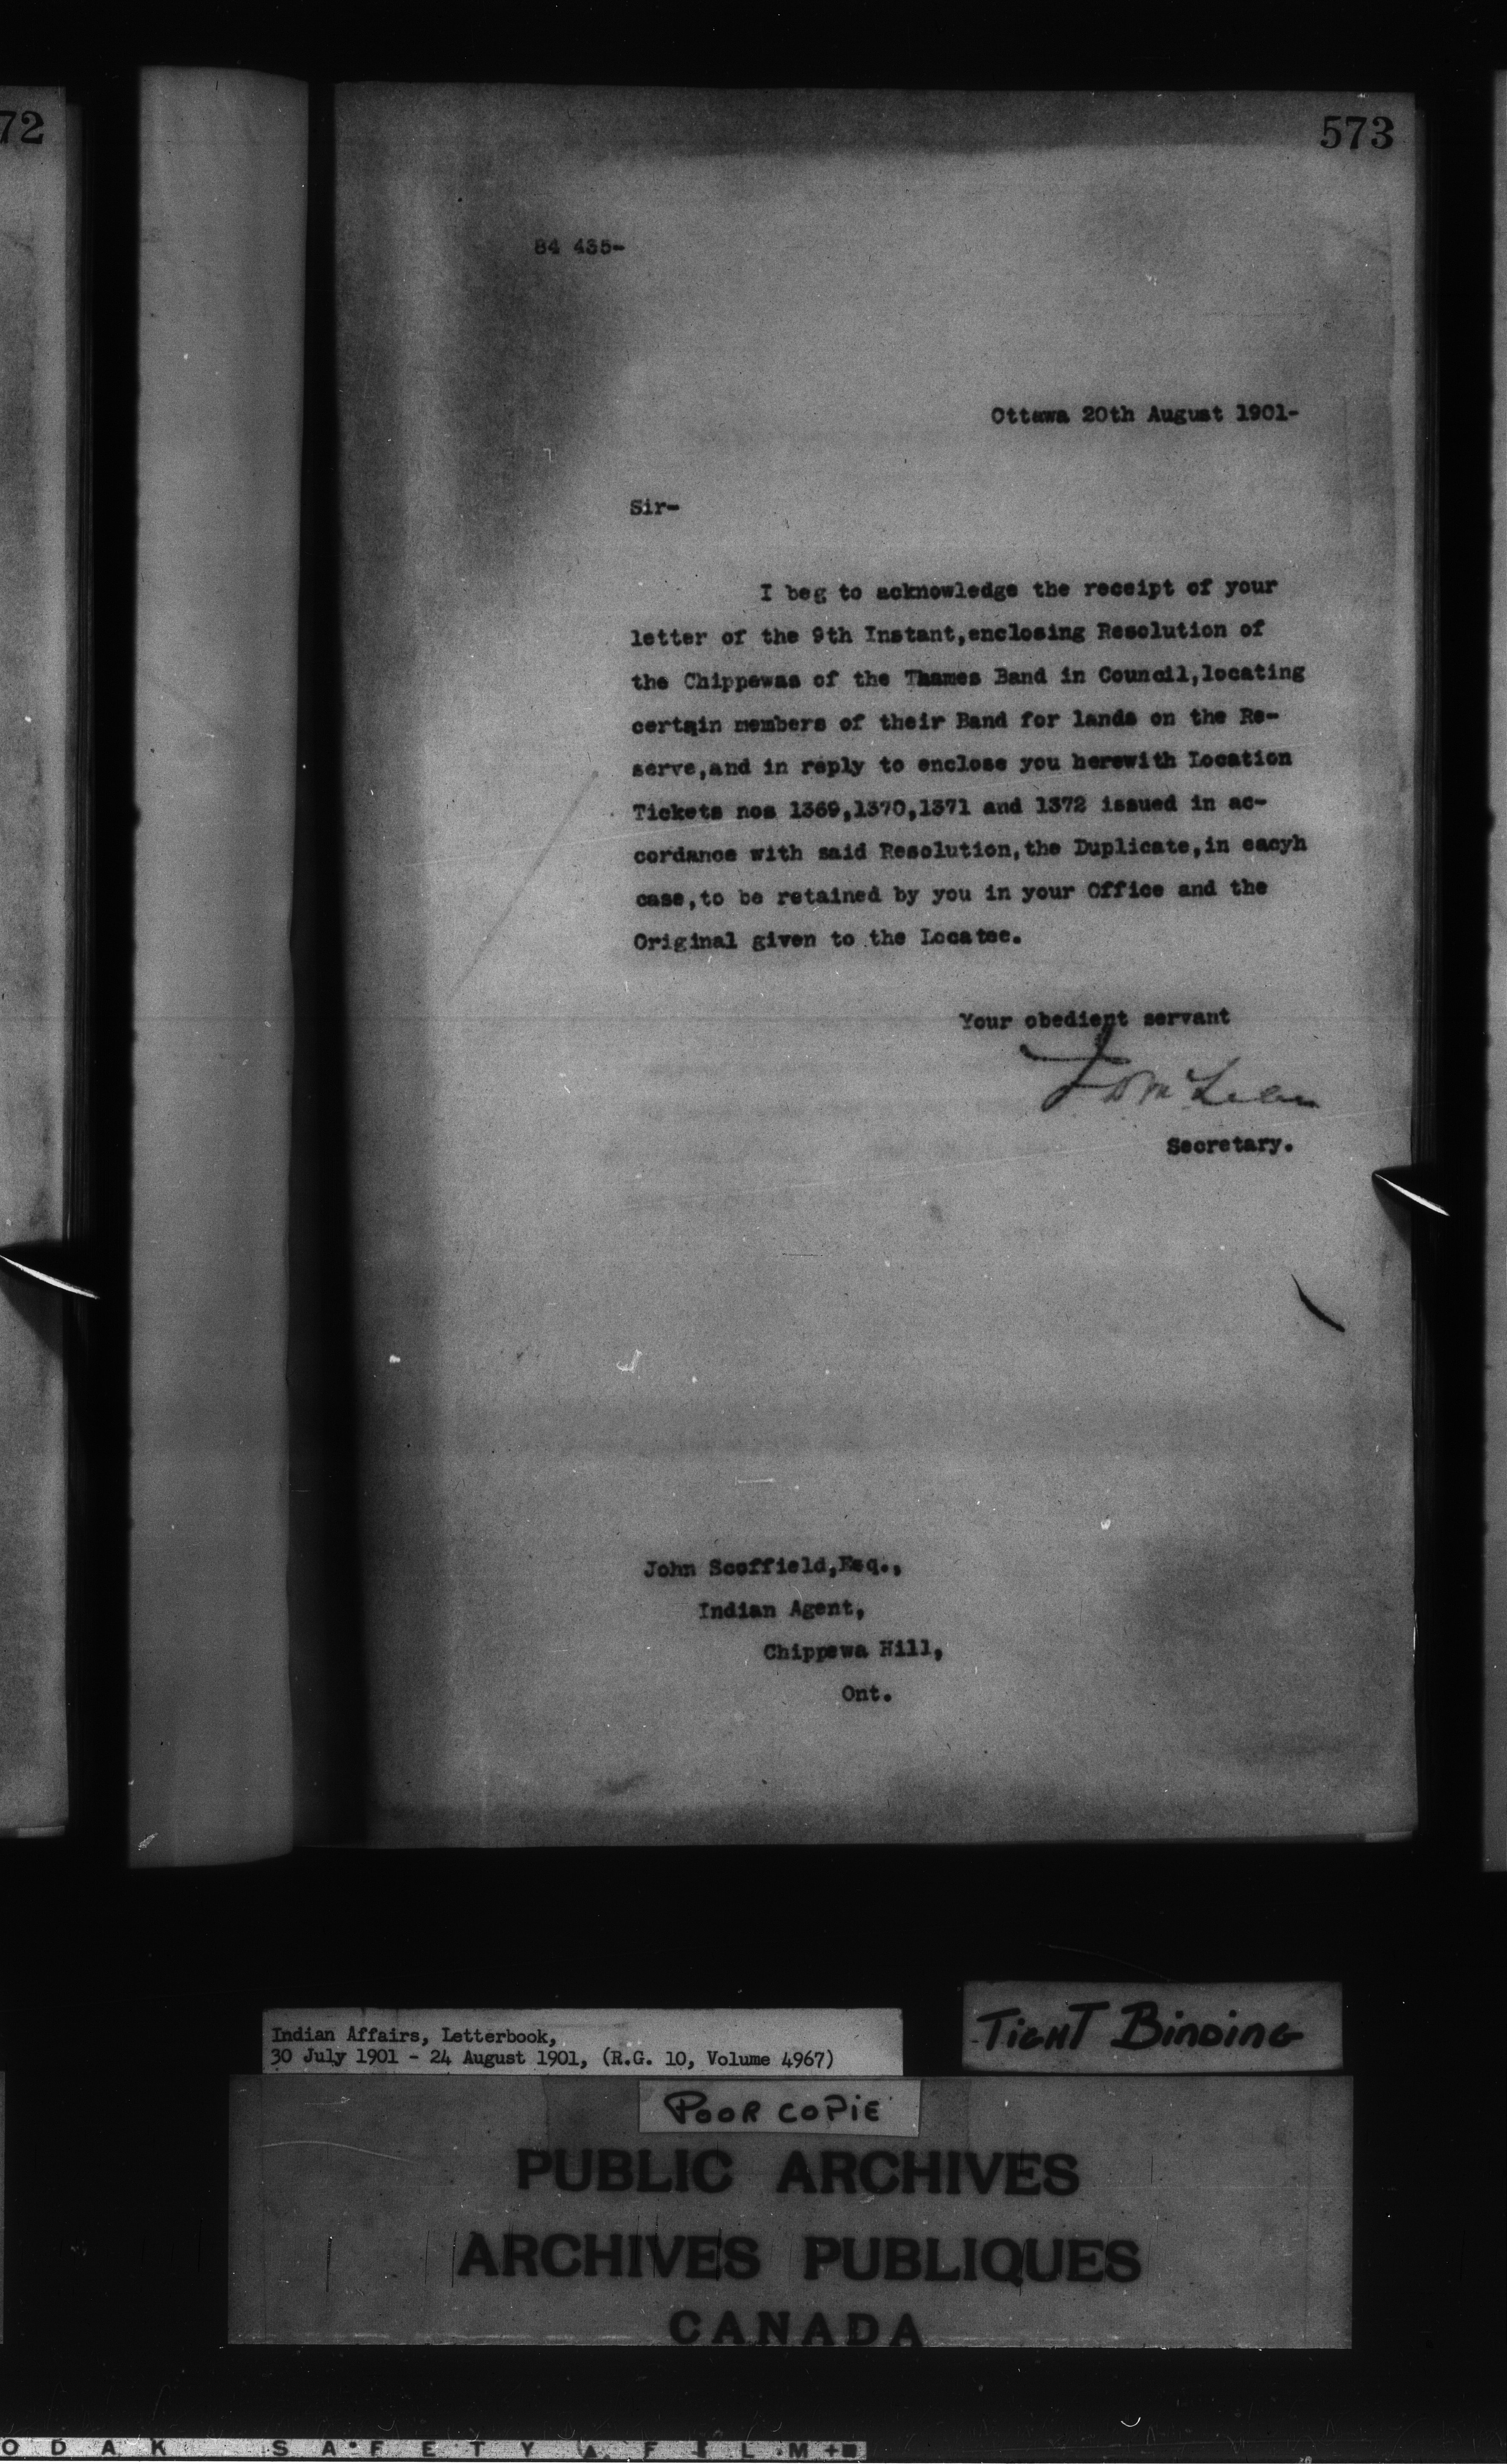 72
573
84 435-
Ottawa 20th August 1901-
Sir-
I beg to acknowledge the receipt of your
letter of the 9th Instant,enclosing Resolution of
the Chippewas of the Thames Band in Council,locating
certain members of their Band for lands on the Re-
serve,and in reply to enclose you herewith Location
Tickets nos 1369,1370,1371 and 1372 issued in ac-
cordance with said Resolution,the Duplicate,in eacyh
case,to be retained by you in your Office and the
Original given to the Locatee.
Your obedient servant
J D McLean
Secretary.
John Scoffield,Esq.,
Indian Agent,
Chippewa Hill,
Ont.
Indian Affairs, Letterbook,
30 July 1901 - 24 August 1901, (R.G. 10, Volume 4967)
TIGHT BINDING
POOR COPIE
PUBLIC ARCHIVES
ARCHIVES PUBLIQUES
CANADA
ODAK SAFETY FILM